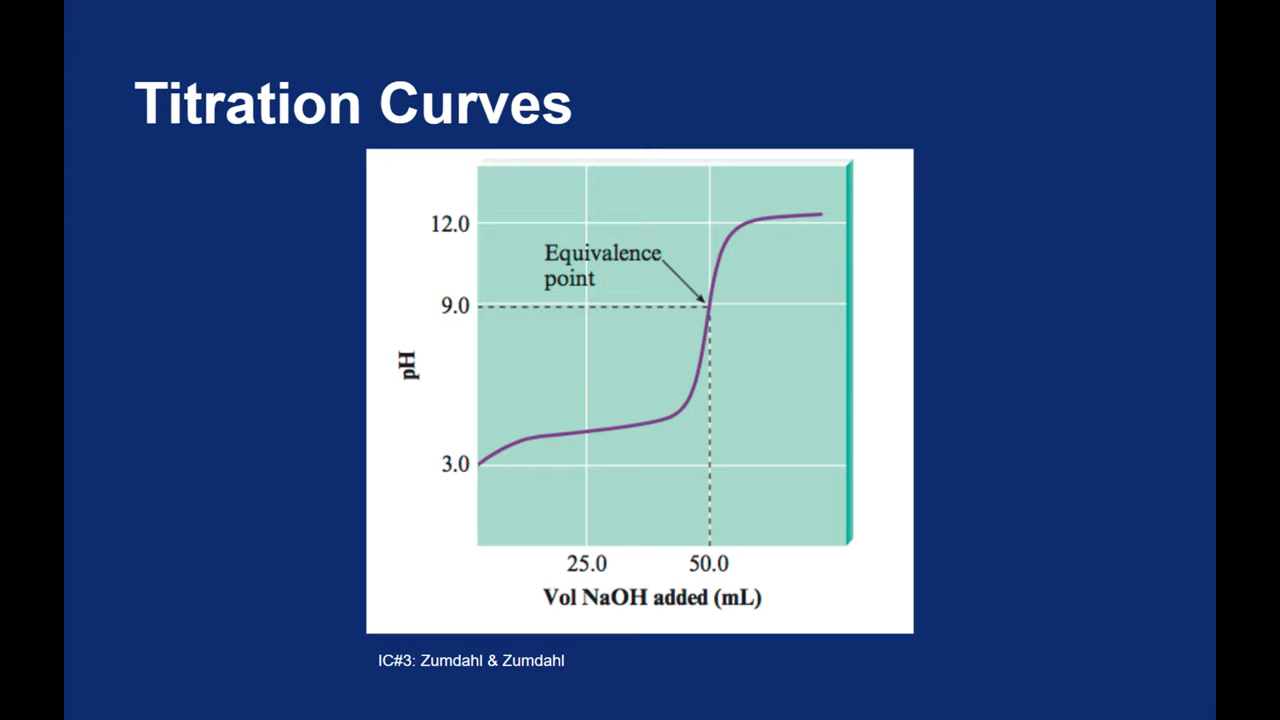 Titration Curves
12.0
Equivalence
point
9.0
pH
3.0
25.0 50.0
Vol NaOH added (mL)
IC#3: Zumdahl & Zumdahl